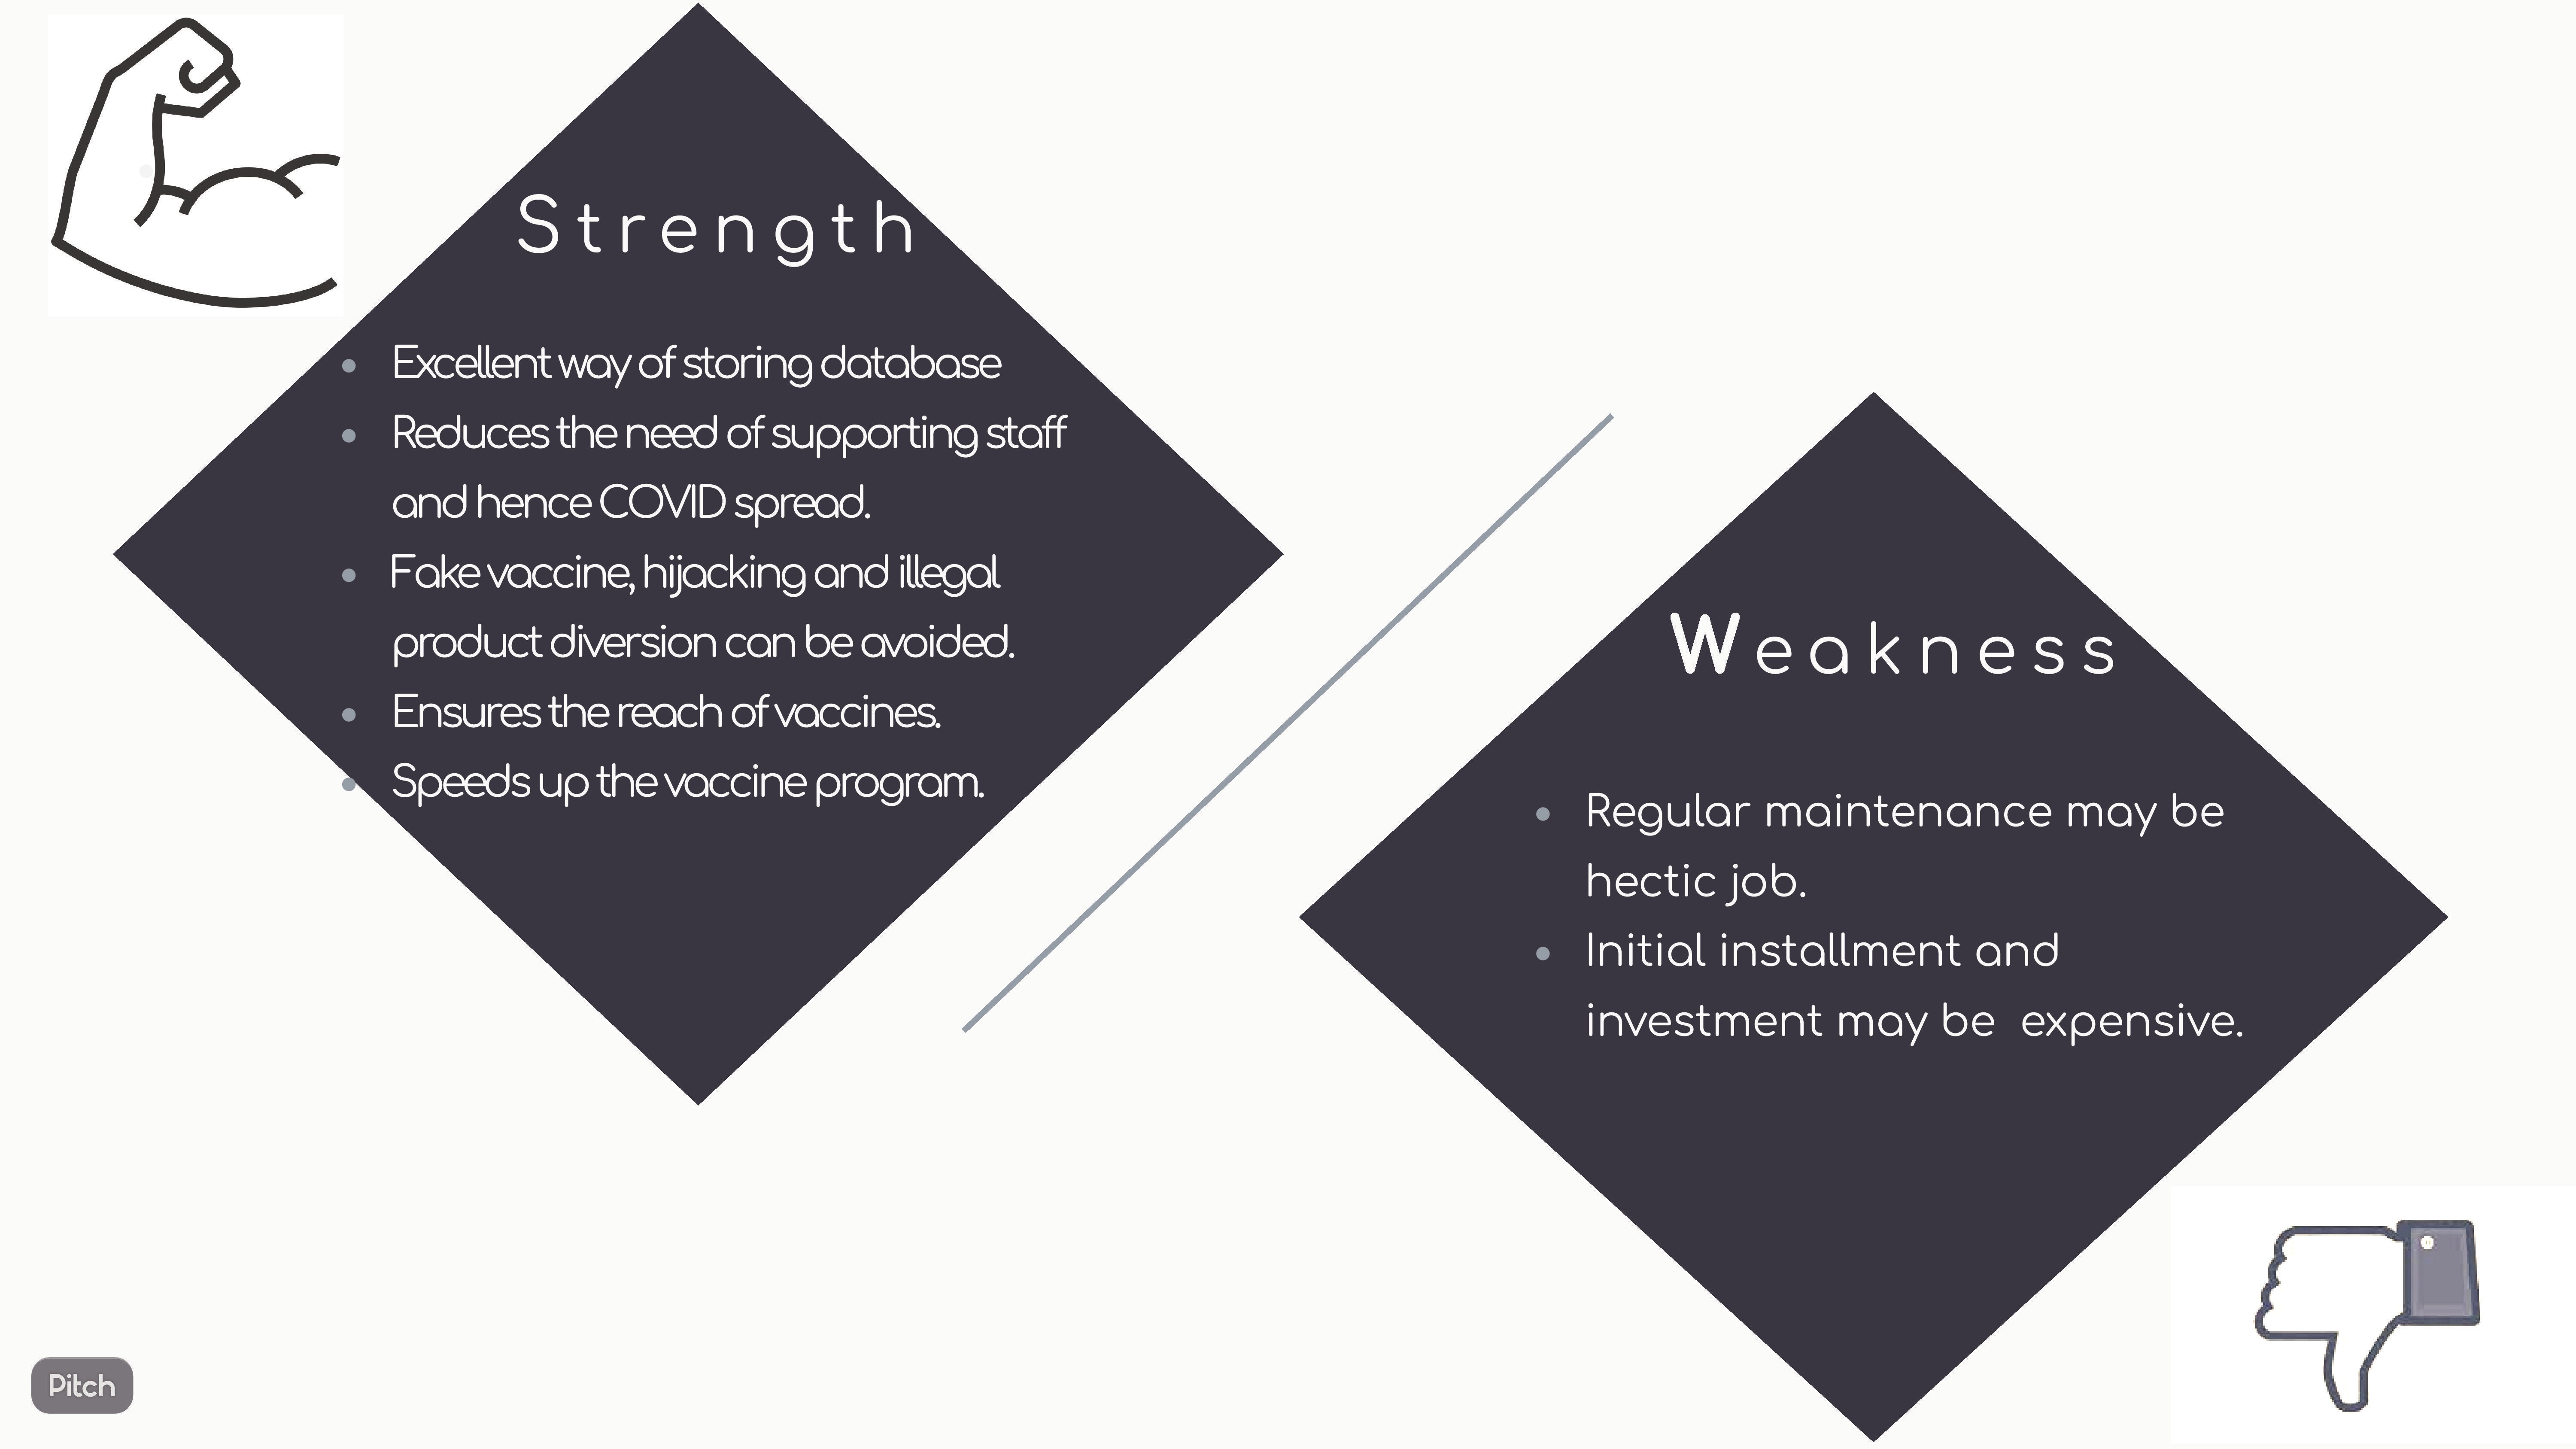 Strength
Excellent way of storing database
Reduces the need of supporting staff
and hence COVID spread.
Fake vaccine, hijacking and illegal
product diversion can be avoided.
Ensures the reach of vaccines.
Speeds up the vaccine program.
Weakness
Regular maintenance may be
hectic job.
Initial installment and
investment may be  expensive.
Pitch